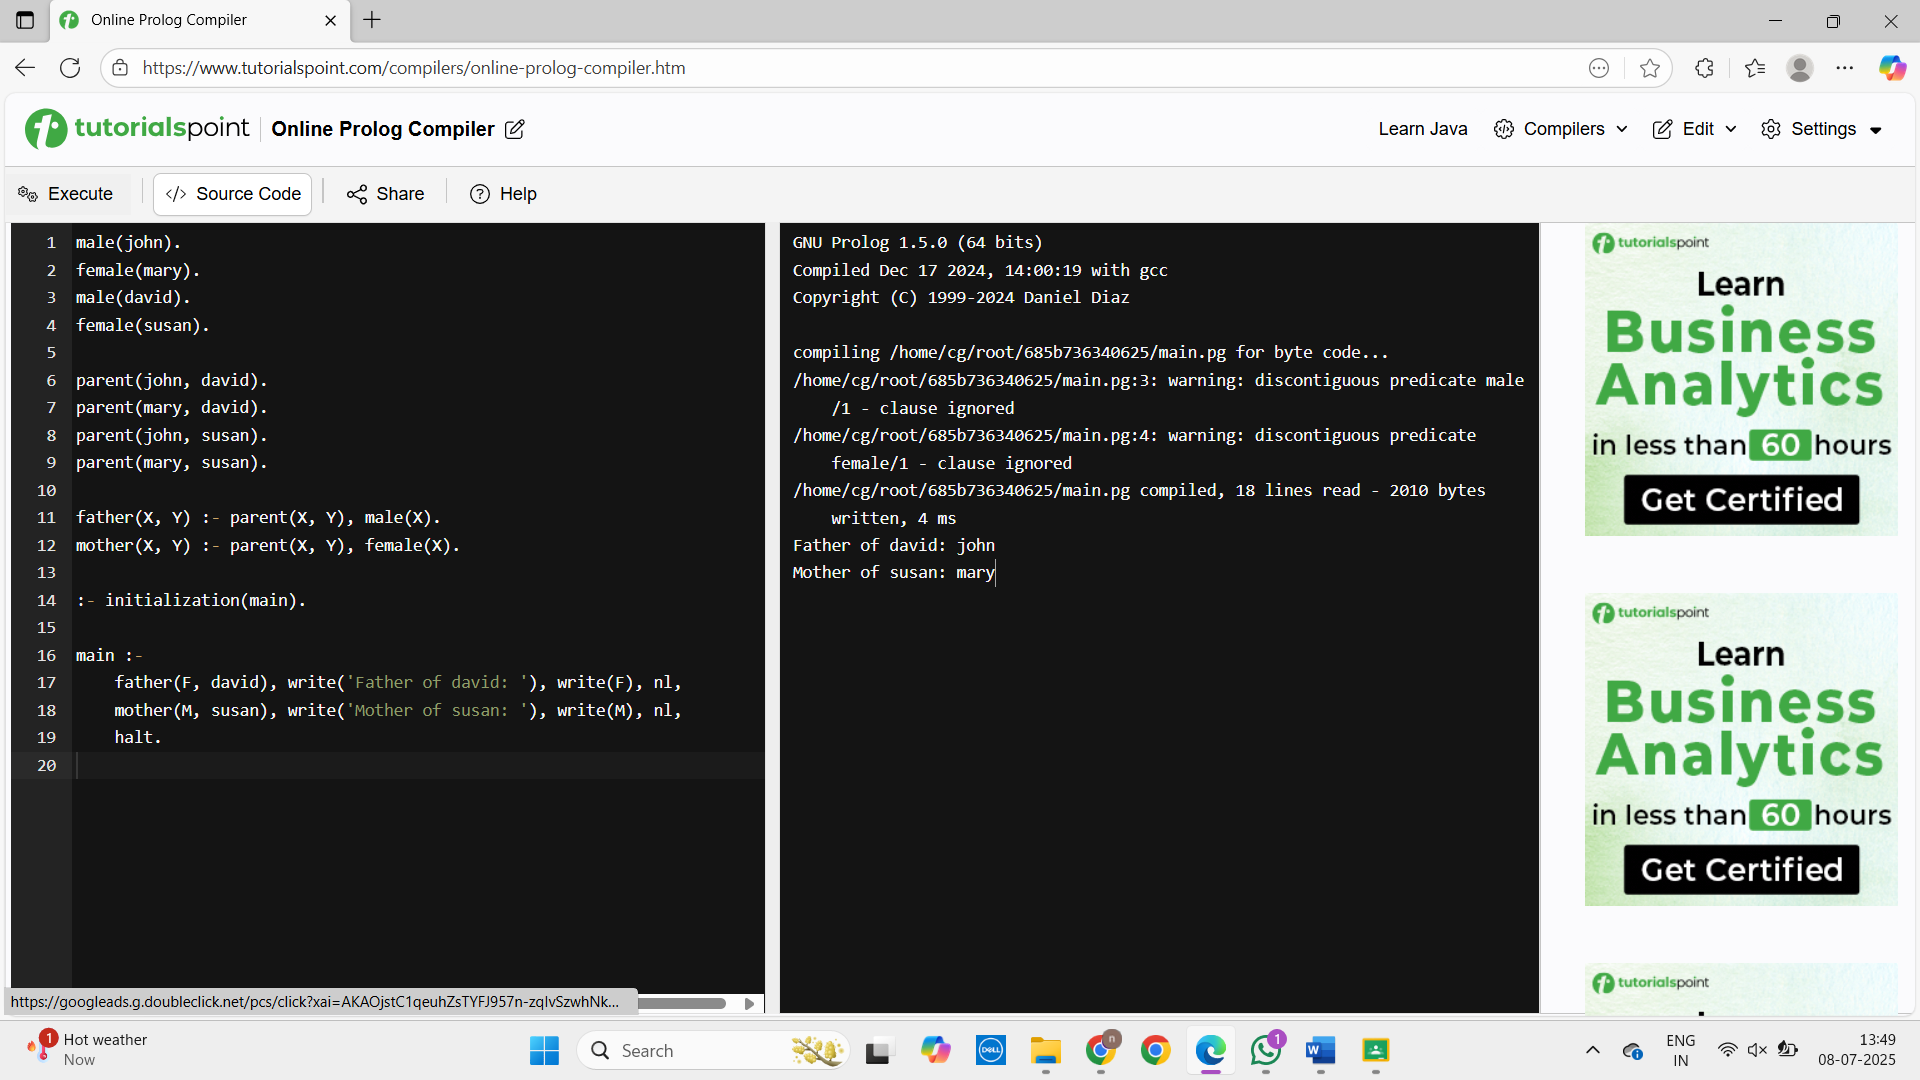 Online Prolog Compiler
https://www.tutorialspoint.com/compilers/online-prolog-compiler.htm
tutorialspoint
Online Prolog Compiler
Learn Java
Compilers
Edit
Settings
Execute
</> Source Code
Share
Help
1 male(john).
2 female(mary).
3 male(david).
4 female(susan).
5
6 parent(john, david).
7 parent(mary, david).
8 parent(john, susan).
9 parent(mary, susan).
10
11 father(X, Y) :- parent(X, Y), male(X).
12 mother(X, Y) :- parent(X, Y), female(X).
13
14 :- initialization(main).
15
16 main :-
17 father(F, david), write('Father of david: '), write(F), nl,
18 mother(M, susan), write('Mother of susan: '), write(M), nl,
19 halt.
20
GNU Prolog 1.5.0 (64 bits)
Compiled Dec 17 2024, 14:00:19 with gcc
Copyright (C) 1999-2024 Daniel Diaz
compiling /home/cg/root/685b736340625/main.pg for byte code...
/home/cg/root/685b736340625/main.pg:3: warning: discontiguous predicate male
/1 - clause ignored
/home/cg/root/685b736340625/main.pg:4: warning: discontiguous predicate
female/1 - clause ignored
/home/cg/root/685b736340625/main.pg compiled, 18 lines read - 2010 bytes
written, 4 ms
Father of david: john
Mother of susan: mary
tutorialspoint
Learn
Business
Analytics
in less than 60 hours
Get Certified
tutorialspoint
Learn
Business
Analytics
in less than 60 hours
Get Certified
tutorialspoint
https://googleads.g.doubleclick.net/pcs/click?xai=AKAOjstC1qeuhZsTYFJ957n-zqIvSzwhNk...
1
Hot weather
Now
Search
DELL
n
1
W
ENG
IN
13:49
08-07-2025